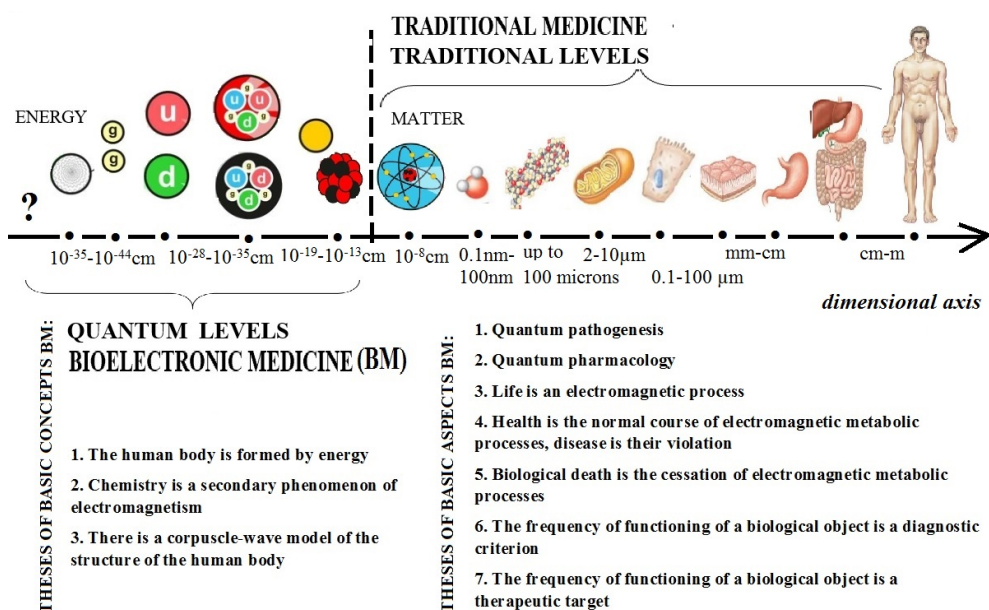 TRADITIONAL MEDICINE
TRADITIONAL LEVELS
ENERGY
MATTER
g
g
u
d
g
u u
g g
d
g
u d
g g
u
?
10⁻³⁵-10⁻⁴⁴cm
10⁻²⁸-10⁻³⁵cm
10⁻¹⁹-10⁻¹³cm
10⁻⁸cm
0.1nm-
100nm
up to
100 microns
2-10µm
0.1-100 µm
mm-cm
cm-m
dimensional axis
QUANTUM LEVELS
BIOELECTRONIC MEDICINE (BM)
THESES OF BASIC CONCEPTS BM:
1. The human body is formed by energy
2. Chemistry is a secondary phenomenon of
electromagnetism
3. There is a corpuscle-wave model of the
structure of the human body
THESES OF BASIC ASPECTS BM:
1. Quantum pathogenesis
2. Quantum pharmacology
3. Life is an electromagnetic process
4. Health is the normal course of electromagnetic metabolic
processes, disease is their violation
5. Biological death is the cessation of electromagnetic metabolic
processes
6. The frequency of functioning of a biological object is a diagnostic
criterion
7. The frequency of functioning of a biological object is a
therapeutic target